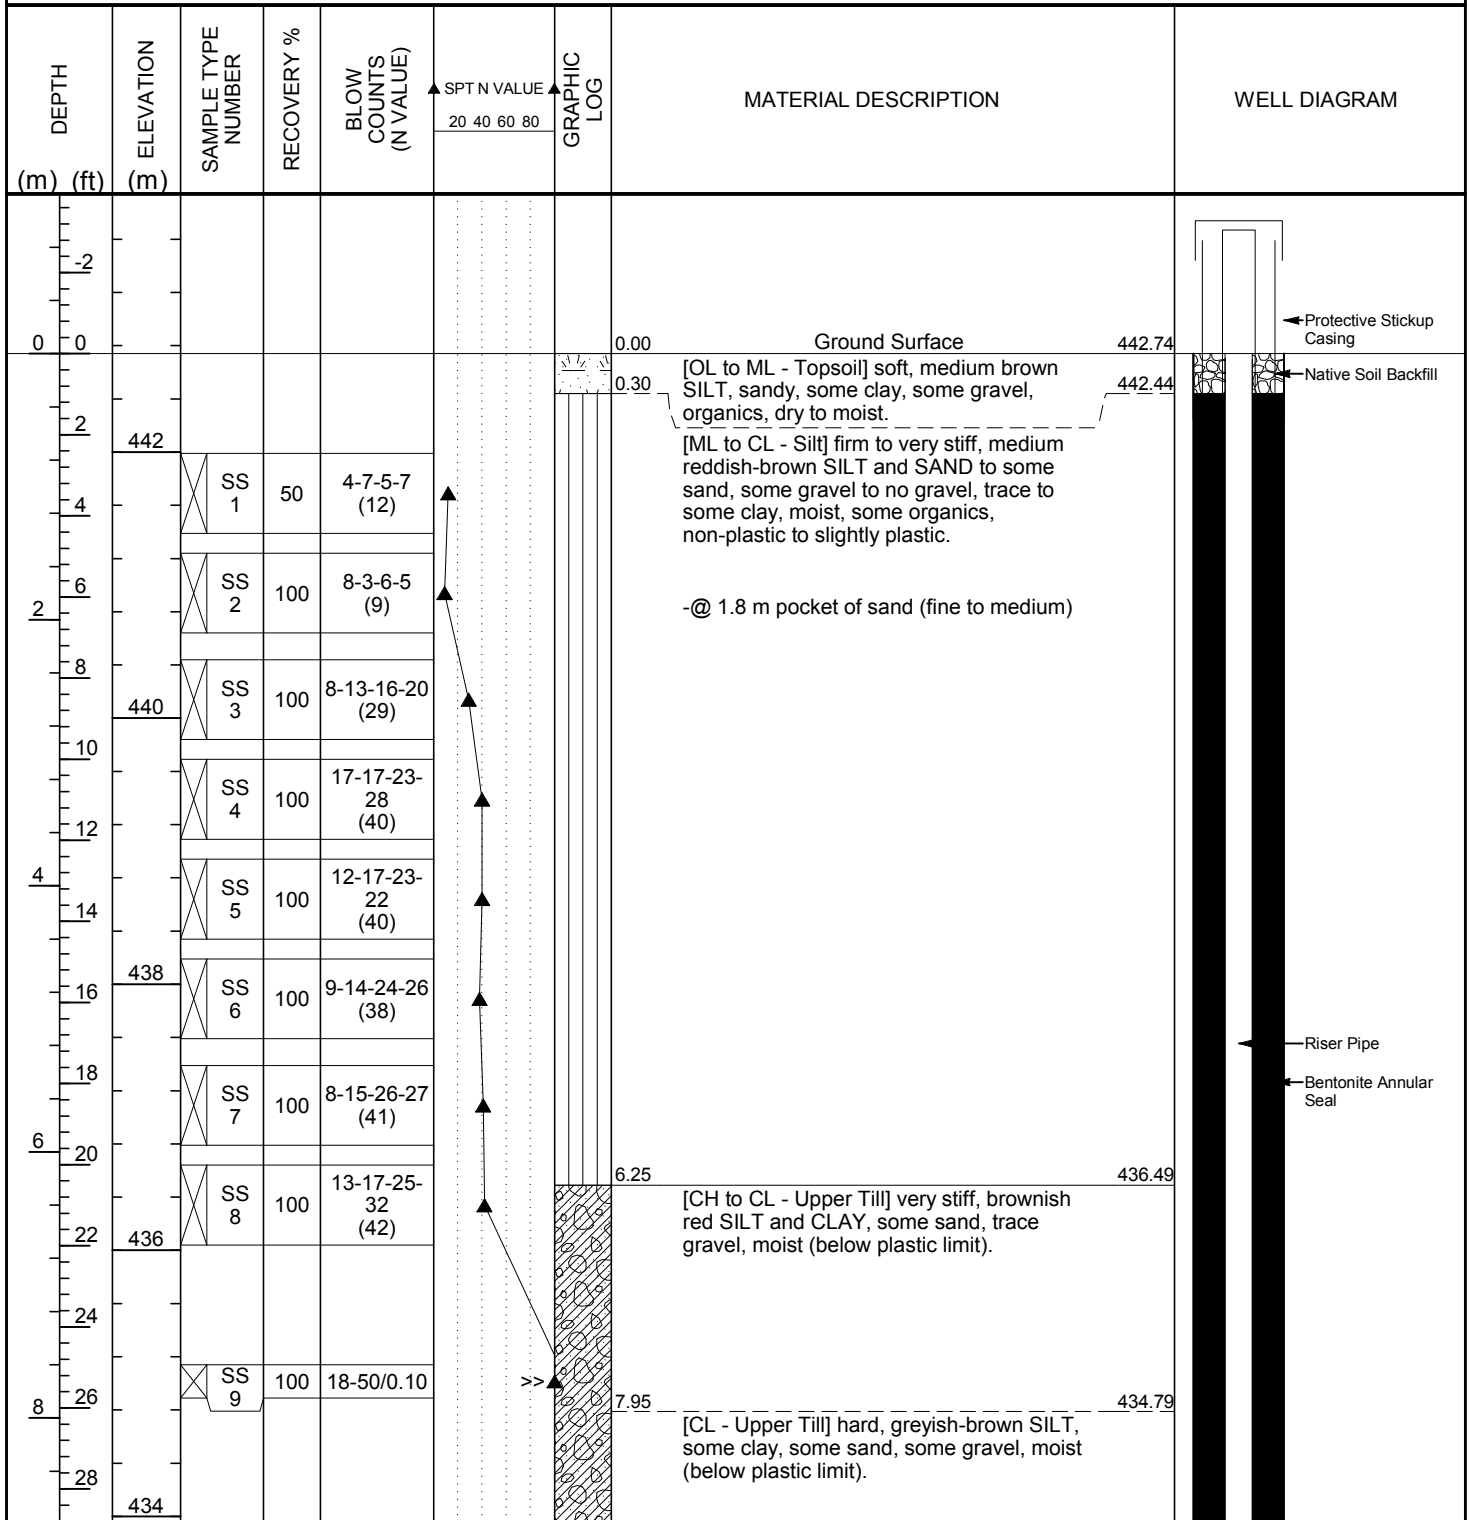 DEPTH
(m) (ft)
ELEVATION
(m)
SAMPLE TYPE
NUMBER
RECOVERY %
BLOW
COUNTS
(N VALUE)
SPT N VALUE
20 40 60 80
GRAPHIC
LOG
MATERIAL DESCRIPTION
WELL DIAGRAM
-2
0 0
0.00 Ground Surface 442.74
Protective Stickup
Casing
[OL to ML - Topsoil] soft, medium brown
0.30 SILT, sandy, some clay, some gravel, 442.44
organics, dry to moist.
Native Soil Backfill
2
442
[ML to CL - Silt] firm to very stiff, medium
reddish-brown SILT and SAND to some
sand, some gravel to no gravel, trace to
some clay, moist, some organics,
non-plastic to slightly plastic.
SS
1
50
4-7-5-7
(12)
4
SS
2
100
8-3-6-5
(9)
6
2
-@ 1.8 m pocket of sand (fine to medium)
8
SS
3
100
8-13-16-20
(29)
440
10
SS
4
100
17-17-23-
28
(40)
12
4
SS
5
100
12-17-23-
22
(40)
14
438
SS
6
100
9-14-24-26
(38)
16
Riser Pipe
18
SS
7
100
8-15-26-27
(41)
Bentonite Annular
Seal
6
20
6.25 436.49
SS
8
100
13-17-25-
32
(42)
[CH to CL - Upper Till] very stiff, brownish
red SILT and CLAY, some sand, trace
gravel, moist (below plastic limit).
22
436
24
SS
9
100
18-50/0.10
>>
26
8
7.95 434.79
[CL - Upper Till] hard, greyish-brown SILT,
some clay, some sand, some gravel, moist
(below plastic limit).
28
434